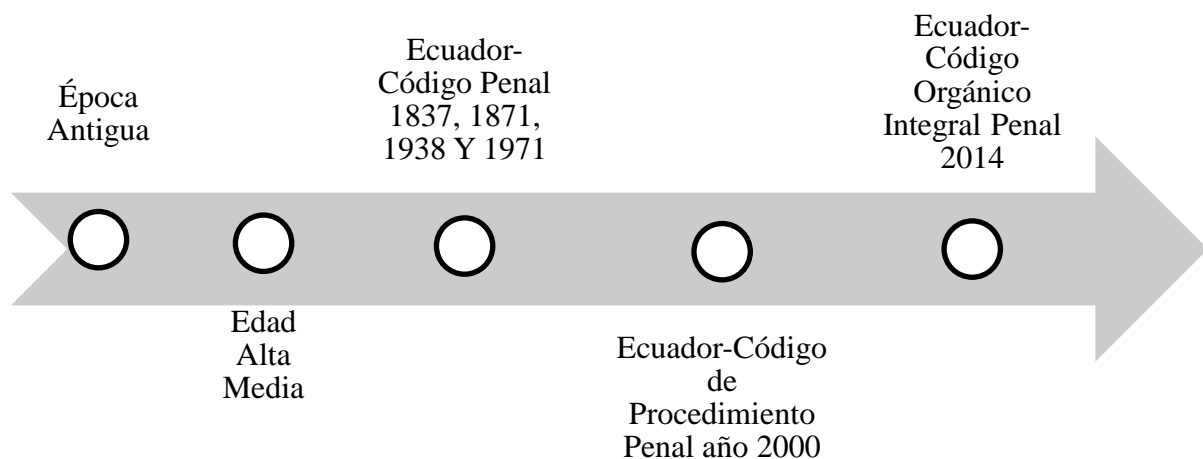 Época
Antigua
Edad
Alta
Media
Ecuador-
Código Penal
1837, 1871,
1938 Y 1971
Ecuador-Código
de
Procedimiento
Penal año 2000
Ecuador-
Código
Orgánico
Integral Penal
2014